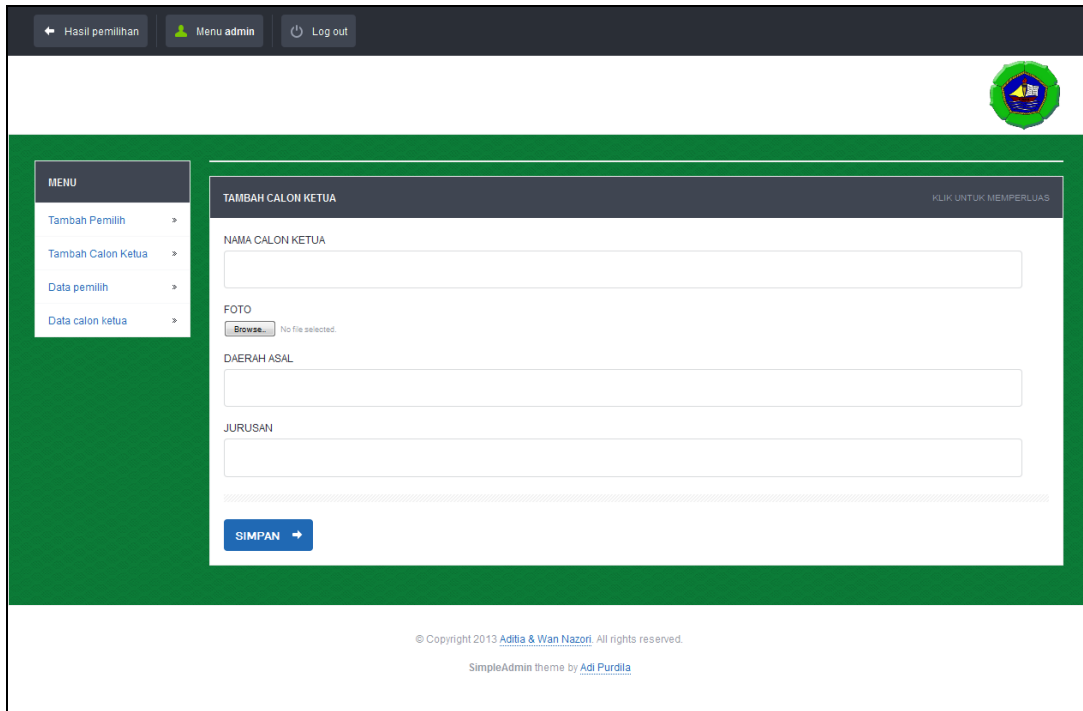 Hasil pemilihan
Menu admin
Log out
MENU
Tambah Pemilih »
Tambah Calon Ketua »
Data pemilih »
Data calon ketua »
TAMBAH CALON KETUA
KLIK UNTUK MEMPERLUAS
NAMA CALON KETUA
FOTO
Browse... No file selected.
DAERAH ASAL
JURUSAN
SIMPAN
© Copyright 2013 Aditia & Wan Nazori. All rights reserved.
SimpleAdmin theme by Adi Purdila